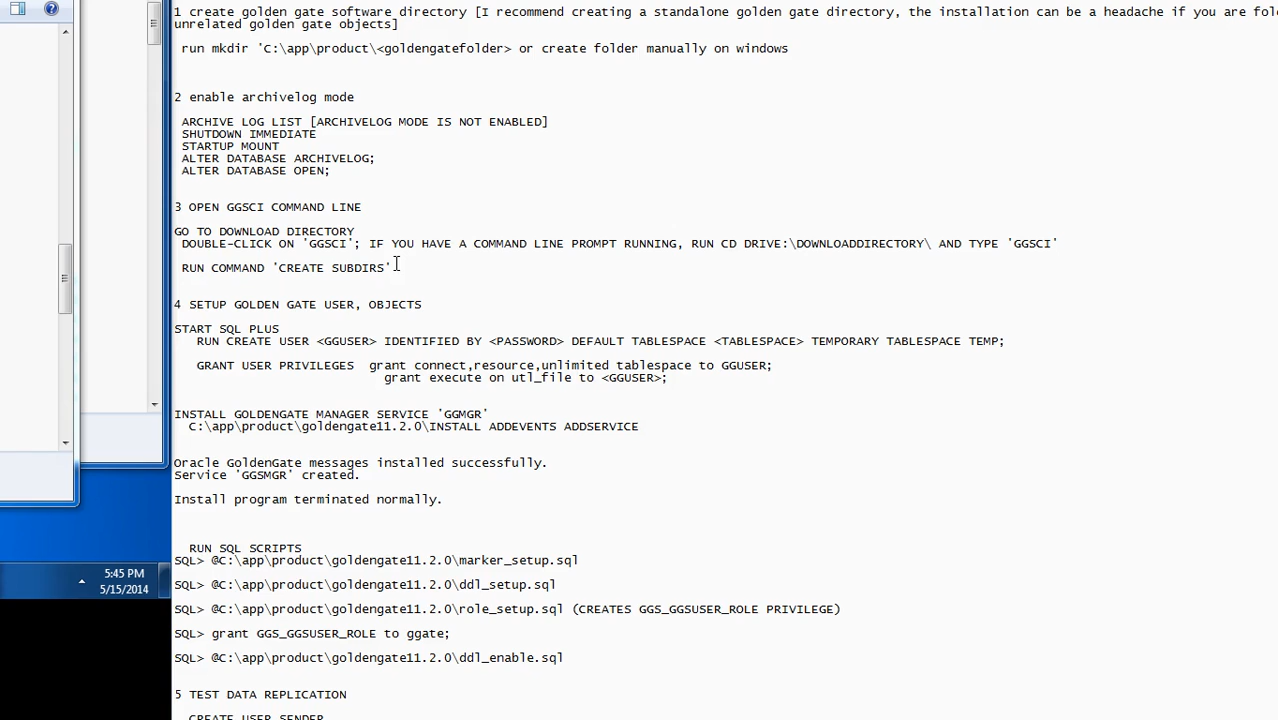 1 create golden gate software directory [I recommend creating a standalone golden gate directory, the installation can be a headache if you are
unrelated golden gate objects]
run mkdir 'C:\app\product\<goldengatefolder> or create folder manually on windows
2 enable archivelog mode
ARCHIVE LOG LIST [ARCHIVELOG MODE IS NOT ENABLED]
SHUTDOWN IMMEDIATE
STARTUP MOUNT
ALTER DATABASE ARCHIVELOG;
ALTER DATABASE OPEN;
3 OPEN GGSCI COMMAND LINE
GO TO DOWNLOAD DIRECTORY
DOUBLE-CLICK ON 'GGSCI'; IF YOU HAVE A COMMAND LINE PROMPT RUNNING, RUN CD DRIVE:\DOWNLOADDIRECTORY\ AND TYPE 'GGSCI'
RUN COMMAND 'CREATE SUBDIRS'
4 SETUP GOLDEN GATE USER, OBJECTS
START SQL PLUS
RUN CREATE USER <GGUSER> IDENTIFIED BY <PASSWORD> DEFAULT TABLESPACE <TABLESPACE> TEMPORARY TABLESPACE TEMP;
GRANT USER PRIVILEGES grant connect,resource,unlimited tablespace to GGUSER;
grant execute on utl_file to <GGUSER>;
INSTALL GOLDENGATE MANAGER SERVICE 'GGMGR'
C:\app\product\goldengate11.2.0\INSTALL ADDEVENTS ADDSERVICE
Oracle GoldenGate messages installed successfully.
Service 'GGSMGR' created.
Install program terminated normally.
RUN SQL SCRIPTS
SQL> @C:\app\product\goldengate11.2.0\marker_setup.sql
SQL> @C:\app\product\goldengate11.2.0\ddl_setup.sql
SQL> @C:\app\product\goldengate11.2.0\role_setup.sql (CREATES GGS_GGSUSER_ROLE PRIVILEGE)
SQL> grant GGS_GGSUSER_ROLE to ggate;
SQL> @C:\app\product\goldengate11.2.0\ddl_enable.sql
5 TEST DATA REPLICATION
CREATE USER SENDER
5:45 PM
5/15/2014